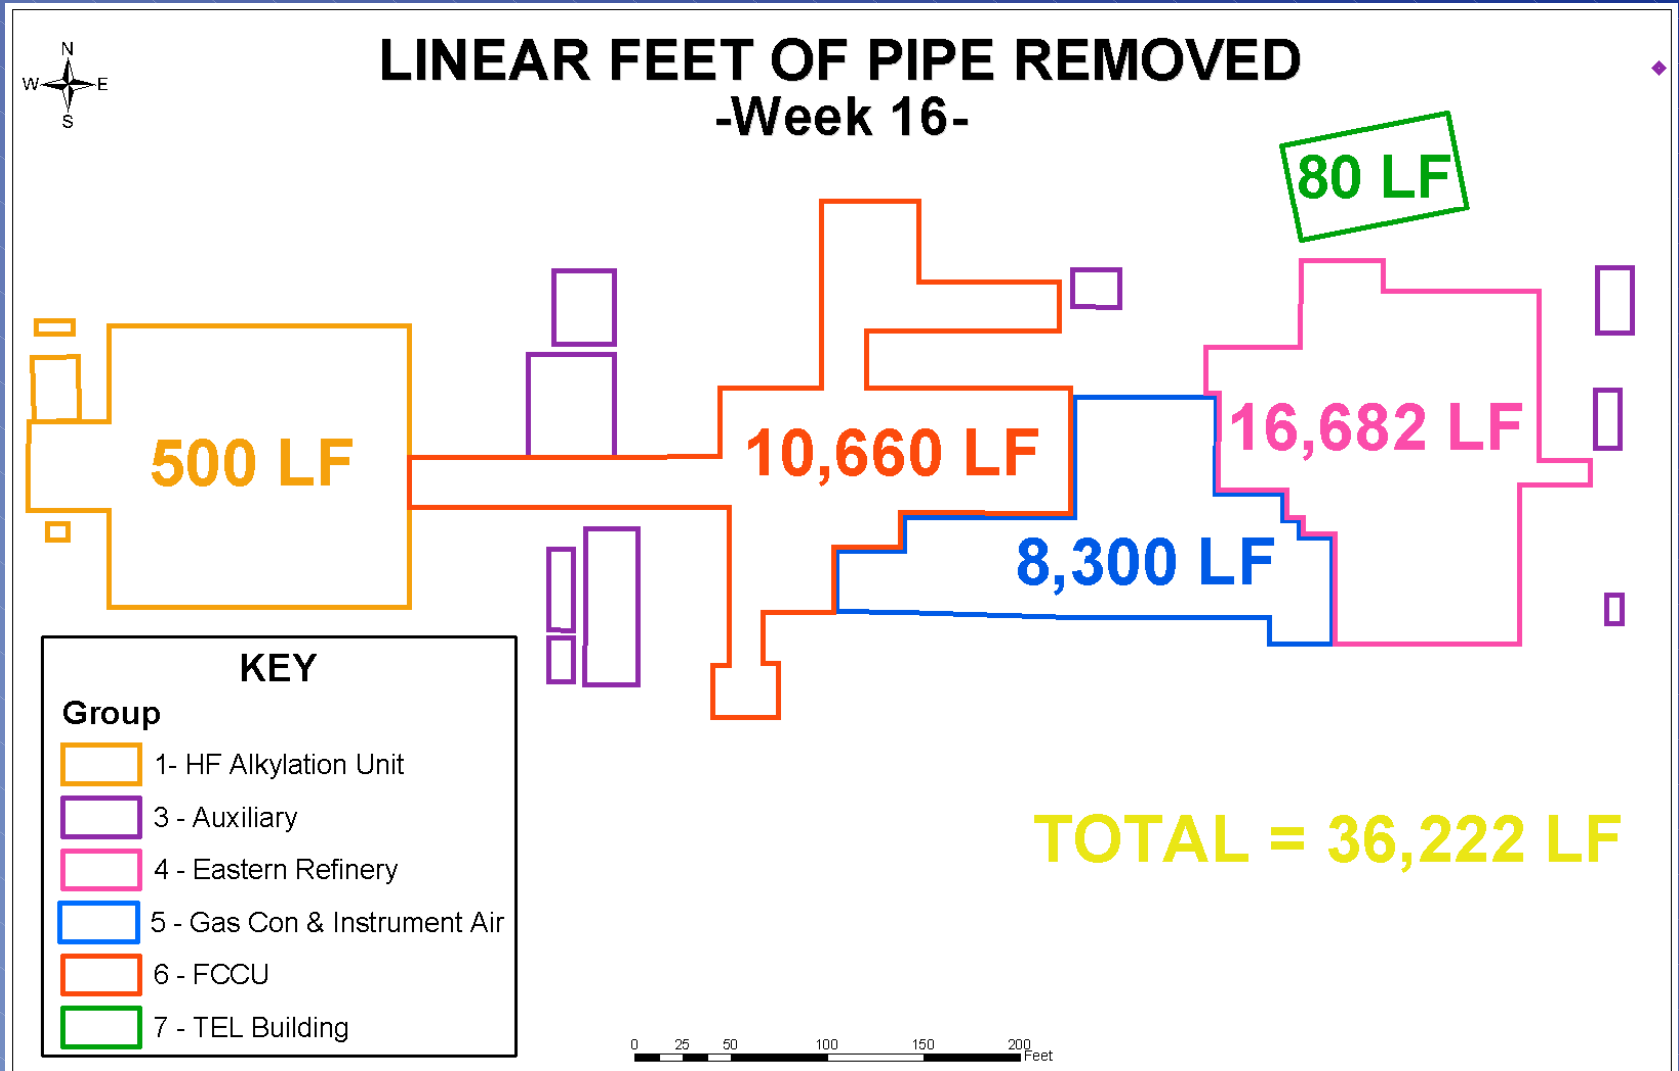 LINEAR FEET OF PIPE REMOVED
-Week 16-
N
W E
S
80 LF
500 LF
10,660 LF
16,682 LF
8,300 LF
KEY
Group
1- HF Alkylation Unit
3 - Auxiliary
4 - Eastern Refinery
5 - Gas Con & Instrument Air
6 - FCCU
7 - TEL Building
TOTAL = 36,222 LF
0 25 50 100 150 200
Feet